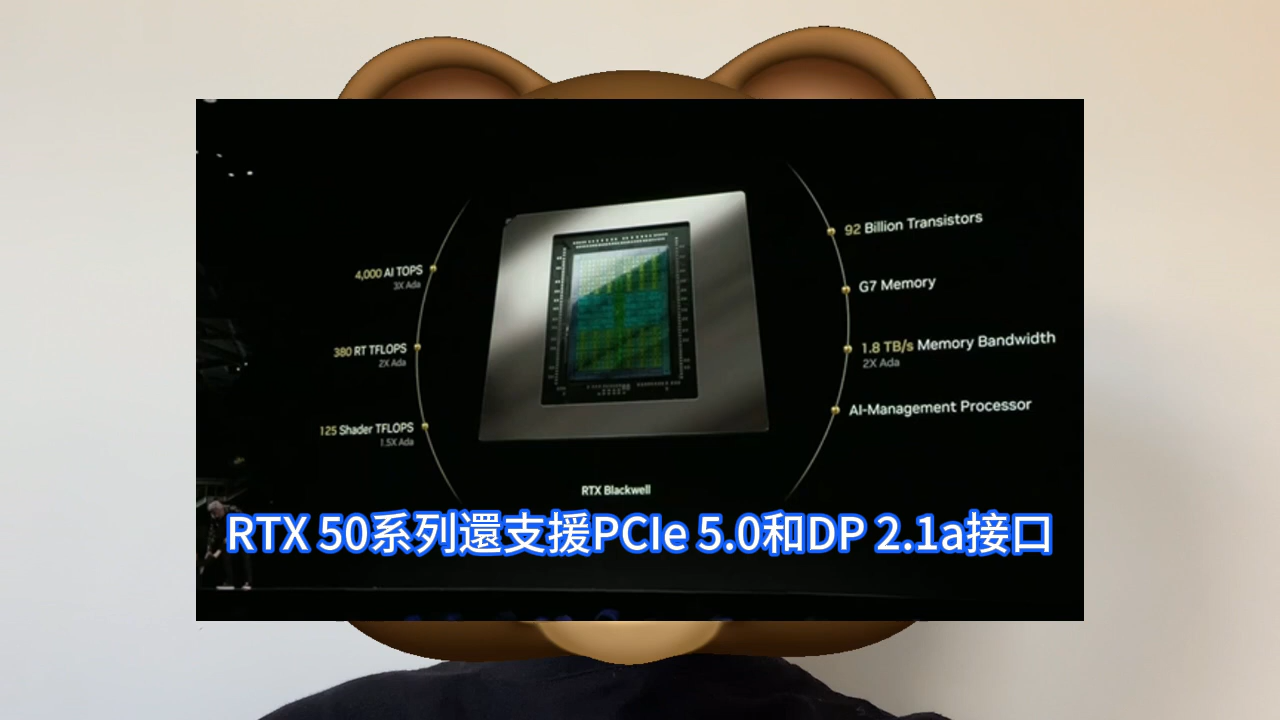 4,000 AI TOPS
3X Ada
380 RT TFLOPS
2X Ada
125 Shader TFLOPS
1.5X Ada
92 Billion Transistors
G7 Memory
1.8 TB/s Memory Bandwidth
2X Ada
AI-Management Processor
RTX Blackwell
RTX 50系列還支援PCIe 5.0和DP 2.1a接口